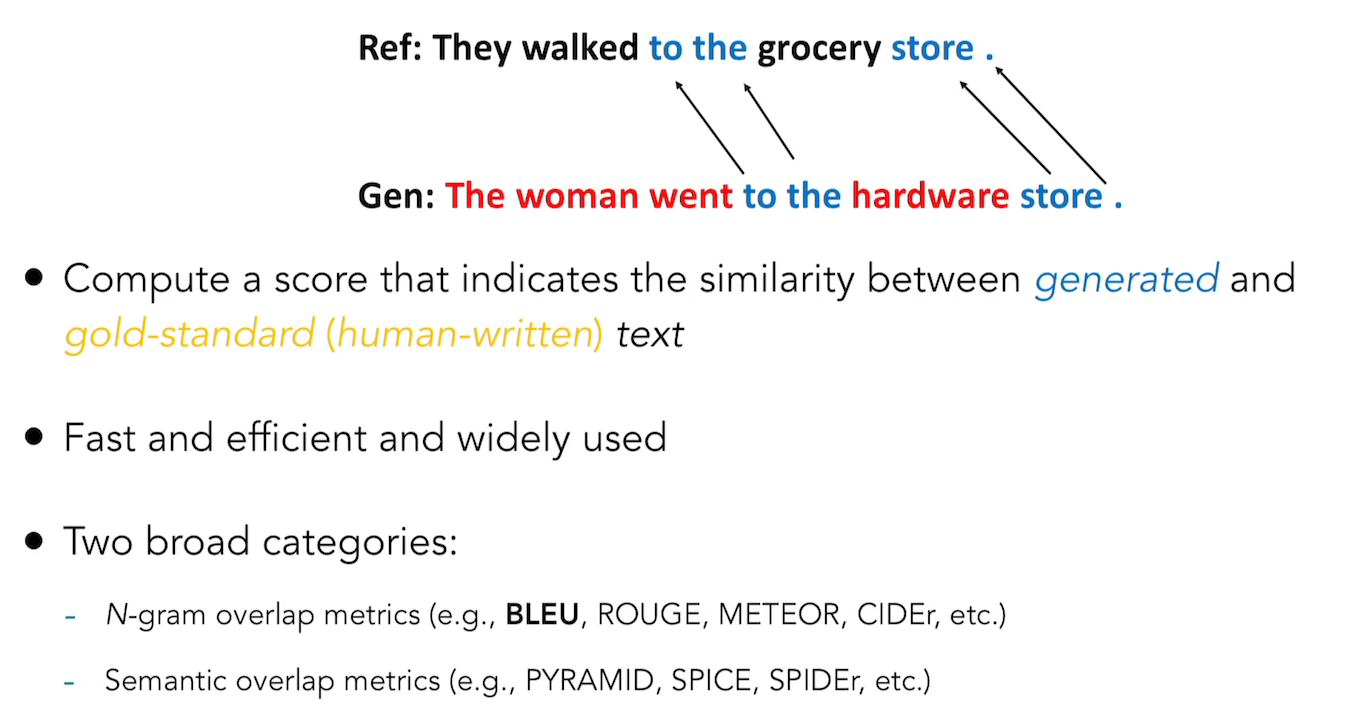 Ref: They walked to the grocery store .
Gen: The woman went to the hardware store .
● Compute a score that indicates the similarity between generated and
gold-standard (human-written) text
● Fast and efficient and widely used
● Two broad categories:
- N-gram overlap metrics (e.g., BLEU, ROUGE, METEOR, CIDEr, etc.)
- Semantic overlap metrics (e.g., PYRAMID, SPICE, SPIDEr, etc.)